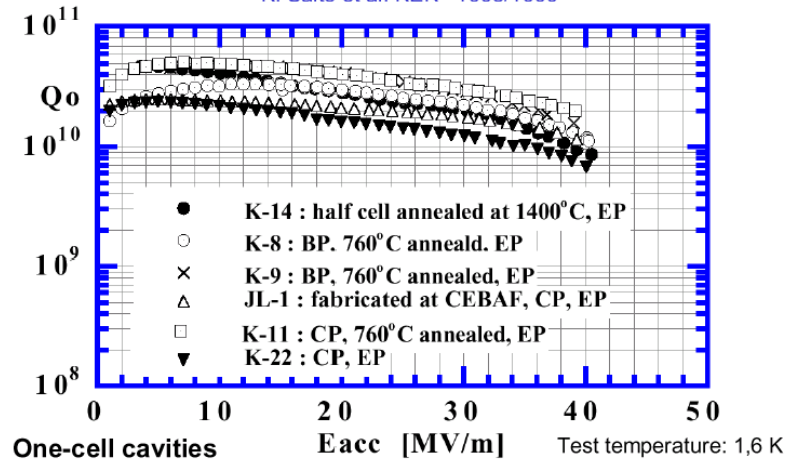 10^11
Qo
10^10
K-14 : half cell annealed at 1400°C, EP
K-8 : BP, 760°C anneald. EP
K-9 : BP, 760°C annealed, EP
JL-1 : fabricated at CEBAF, CP, EP
K-11 : CP, 760°C annealed, EP
K-22 : CP, EP
10^9
10^8
0 10 20 30 40 50
One-cell cavities Eacc [MV/m] Test temperature: 1,6 K